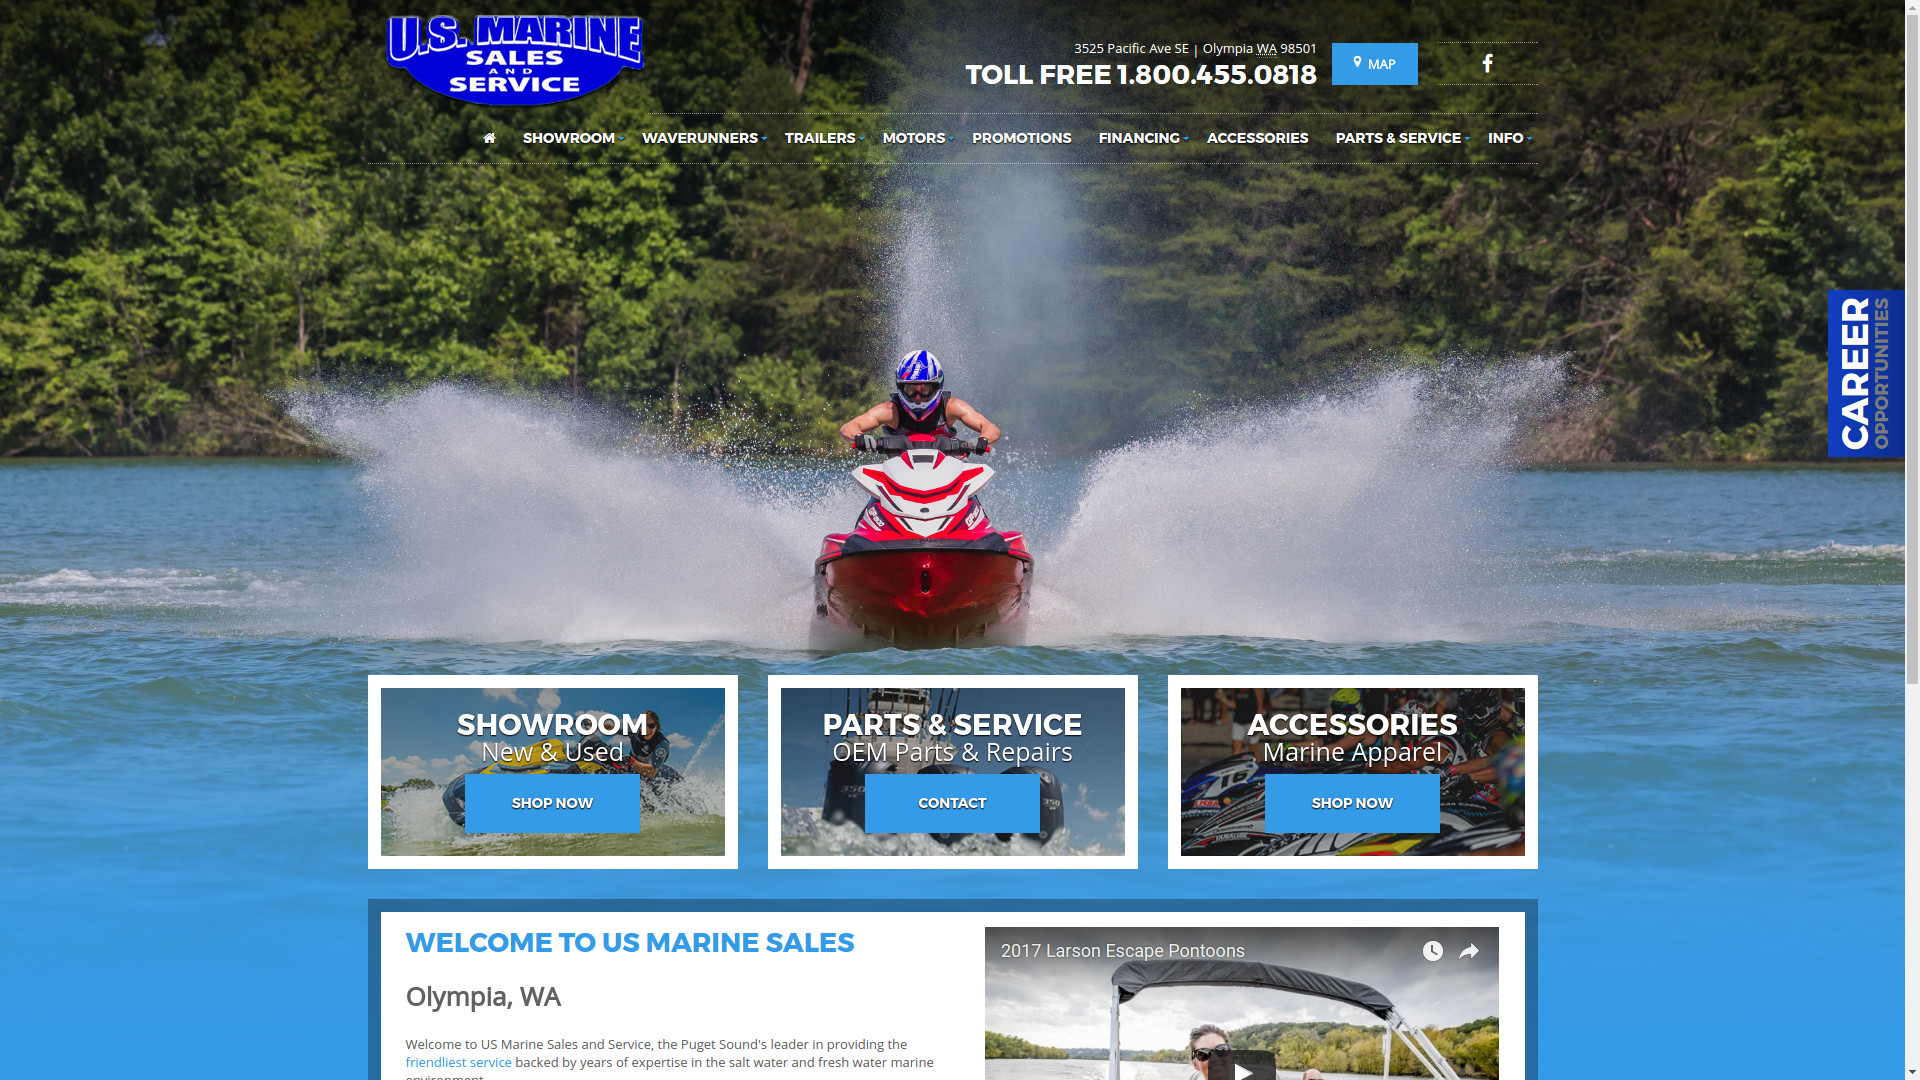 U.S. MARINE
SALES
AND
SERVICE
3525 Pacific Ave SE | Olympia WA 98501
TOLL FREE 1.800.455.0818
MAP
SHOWROOM
WAVERUNNERS
TRAILERS
MOTORS
PROMOTIONS
FINANCING
ACCESSORIES
PARTS & SERVICE
INFO
CAREER
OPPORTUNITIES
SHOWROOM
New & Used
SHOP NOW
PARTS & SERVICE
OEM Parts & Repairs
350
350
CONTACT
ACCESSORIES
Marine Apparel
SHOP NOW
WELCOME TO US MARINE SALES
Olympia, WA
Welcome to US Marine Sales and Service, the Puget Sound's leader in providing the
friendliest service backed by years of expertise in the salt water and fresh water marine
environment
2017 Larson Escape Pontoons